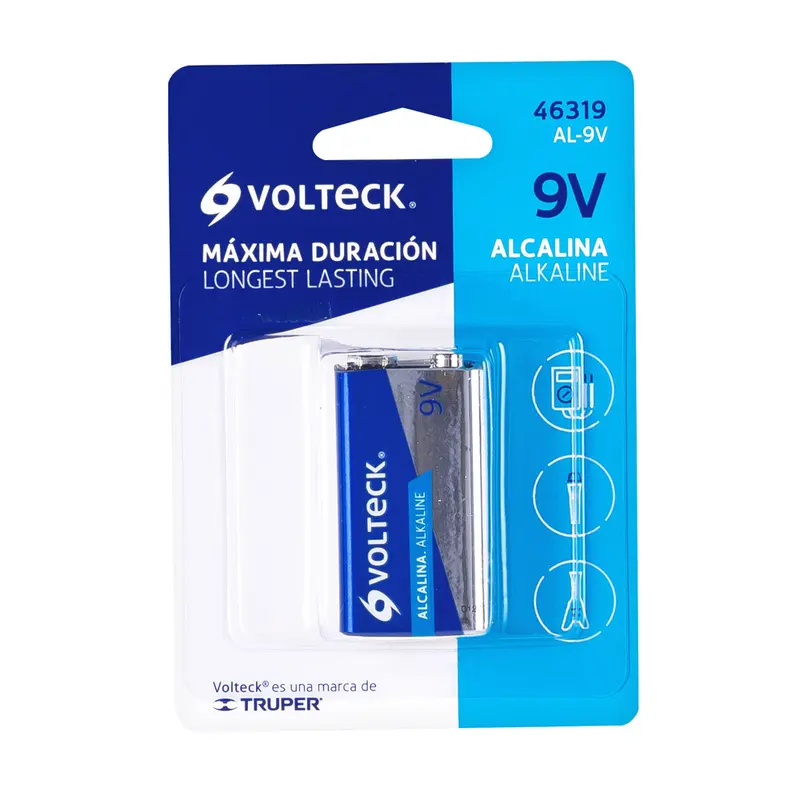 46319
AL-9V
9V
VOLTECK®
MÁXIMA DURACIÓN
LONGEST LASTING
ALCALINA
ALKALINE
9V
VOLTECK®
ALCALINA. ALKALINE
Volteck® es una marca de
TRUPER®